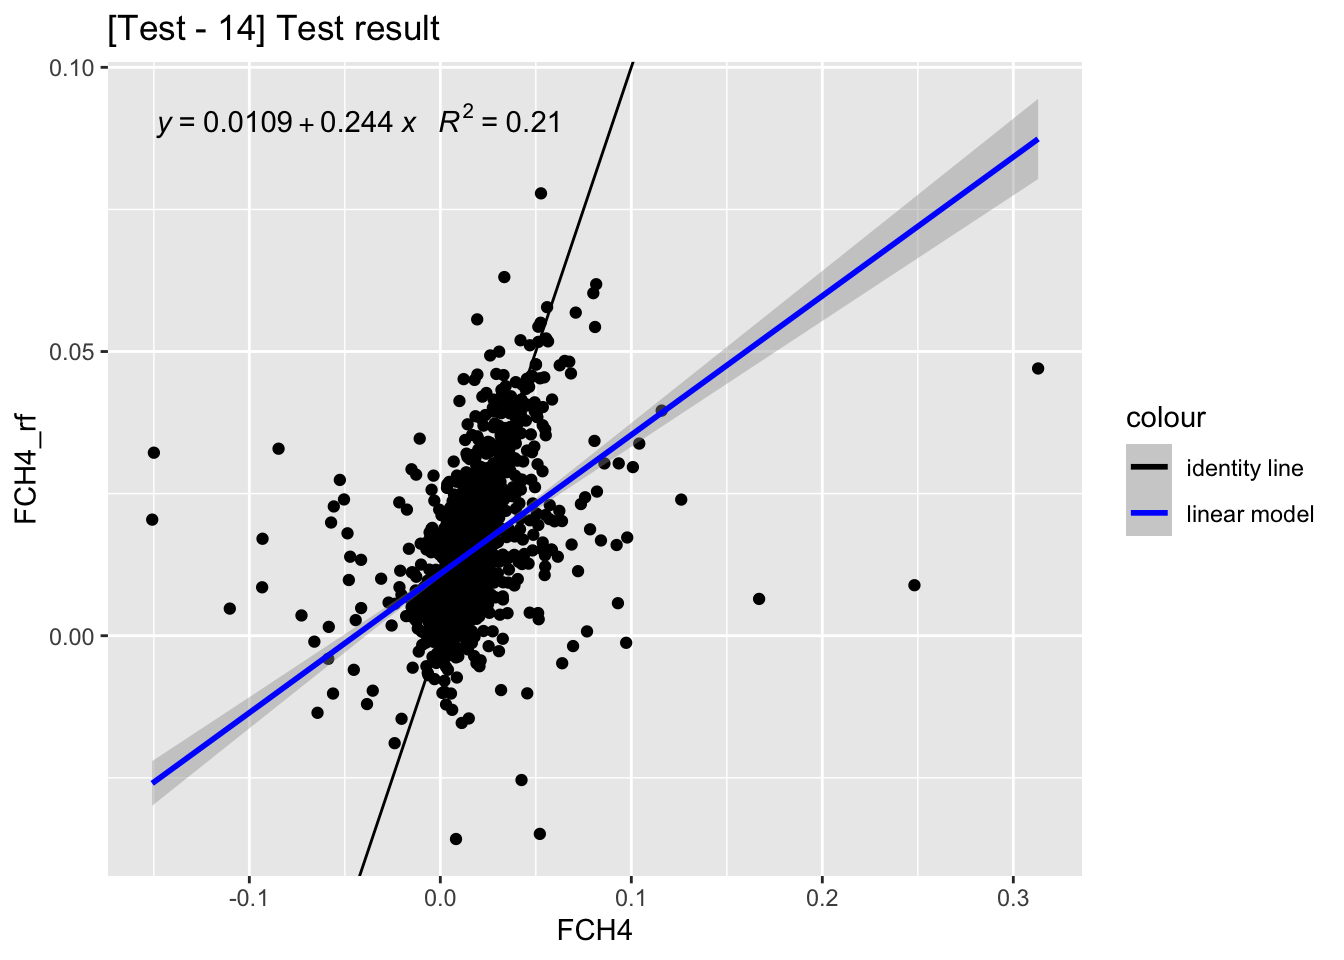 [Test - 14] Test result
y = 0.0109 + 0.244 x R² = 0.21
0.10
0.05
0.00
FCH4_rf
-0.1 0.0 0.1 0.2 0.3
FCH4
colour
identity line
linear model